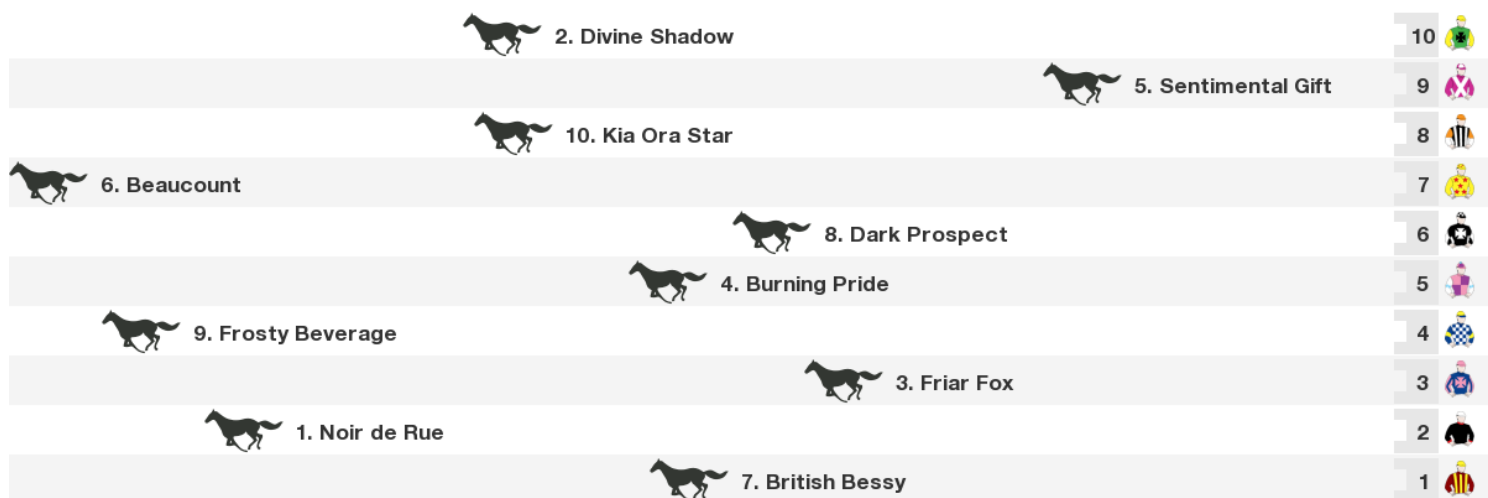 2. Divine Shadow 10
5. Sentimental Gift 9
10. Kia Ora Star 8
6. Beaucount 7
8. Dark Prospect 6
4. Burning Pride 5
9. Frosty Beverage 4
3. Friar Fox 3
1. Noir de Rue 2
7. British Bessy 1